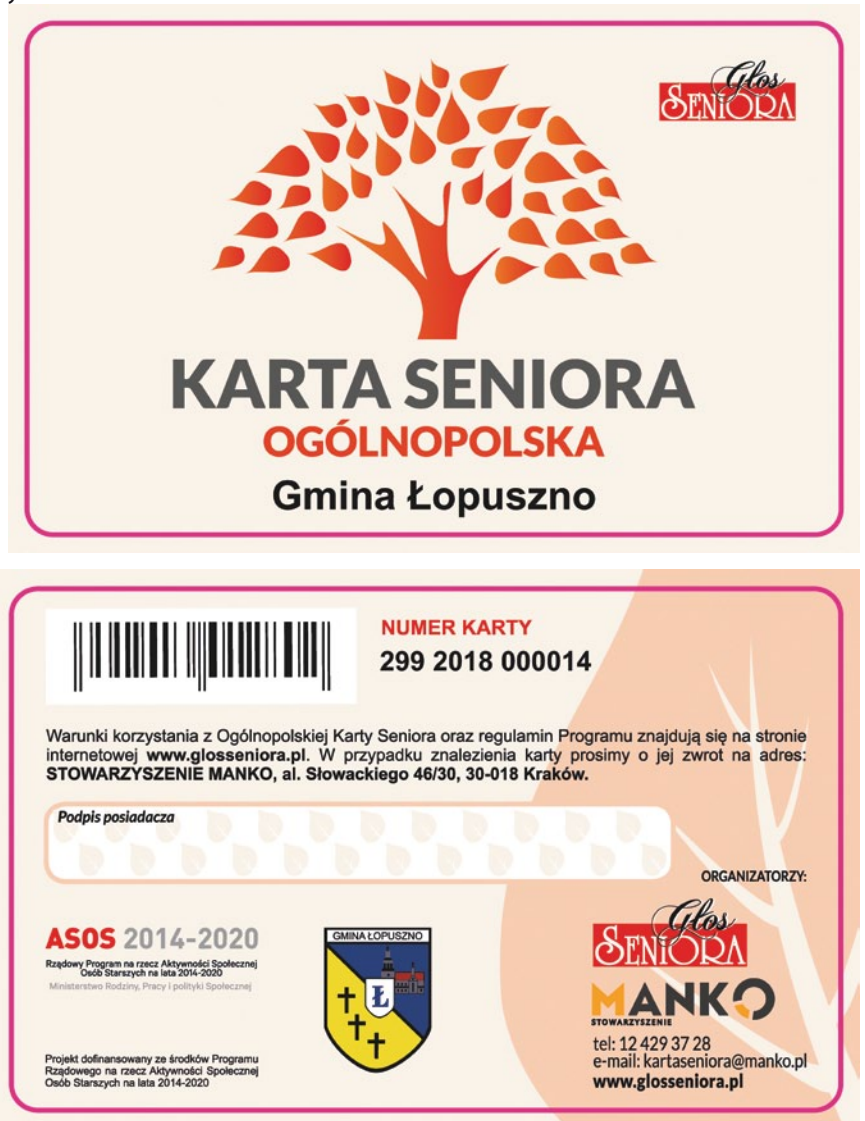 Głos
SENIORA
KARTA SENIORA
OGÓLNOPOLSKA
Gmina Łopuszno
NUMER KARTY
299 2018 000014
Warunki korzystania z Ogólnopolskiej Karty Seniora oraz regulamin Programu znajdują się na stronie
internetowej www.glosseniora.pl. W przypadku znalezienia karty prosimy o jej zwrot na adres:
STOWARZYSZENIE MANKO, al. Słowackiego 46/30, 30-018 Kraków.
Podpis posiadacza
ORGANIZATORZY:
ASOS 2014-2020
Rządowy Program na rzecz Aktywności Społecznej
Osób Starszych na lata 2014-2020
Ministerstwo Rodziny, Pracy i polityki Społecznej
Projekt dofinansowany ze środków Programu
Rządowego na rzecz Aktywności Społecznej
Osób Starszych na lata 2014-2020
GMINA ŁOPUSZNO
Ł
Głos
SENIORA
MANKO
STOWARZYSZENIE
tel: 12 429 37 28
e-mail: kartaseniora@manko.pl
www.glosseniora.pl